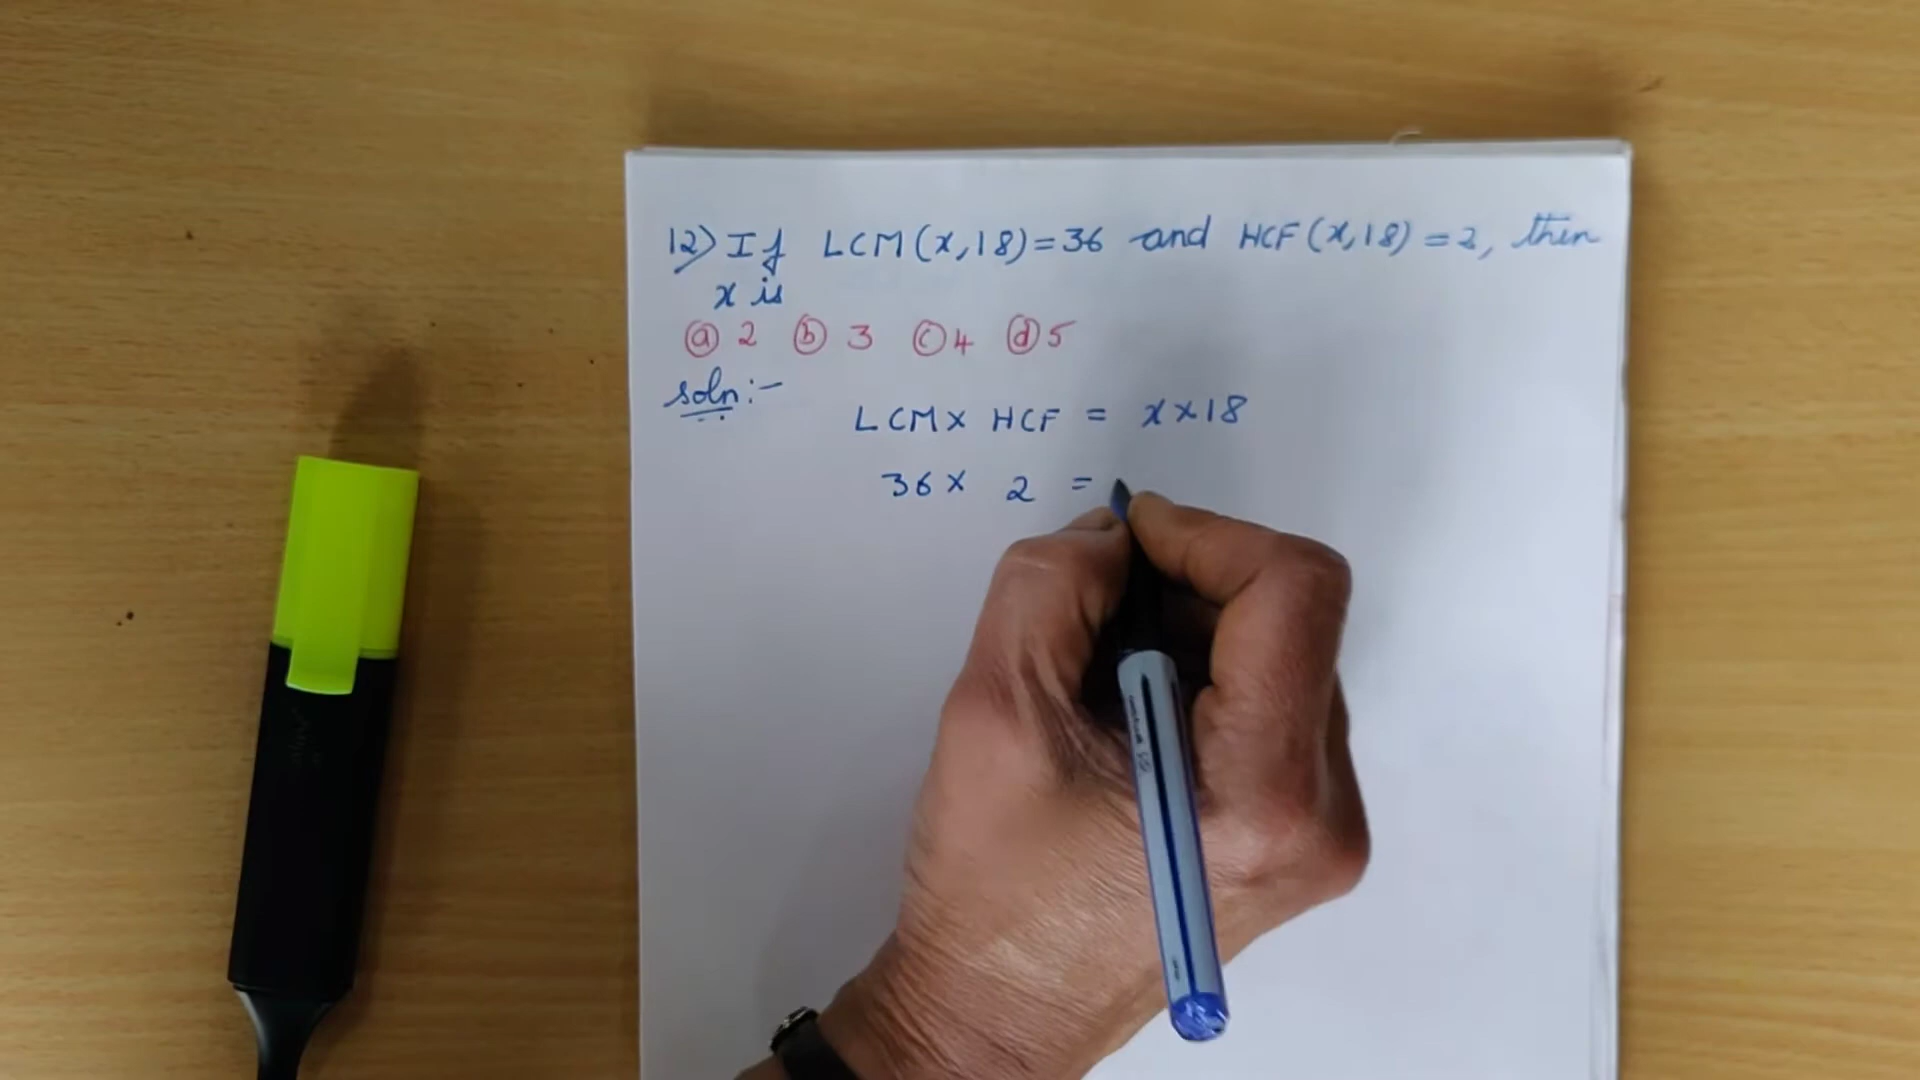 12) If LCM(x,18)=36 and HCF(x,18)=2, then
x is
(a) 2 (b) 3 (c) 4 (d) 5
soln:-
LCM× HCF = x×18
36× 2 =